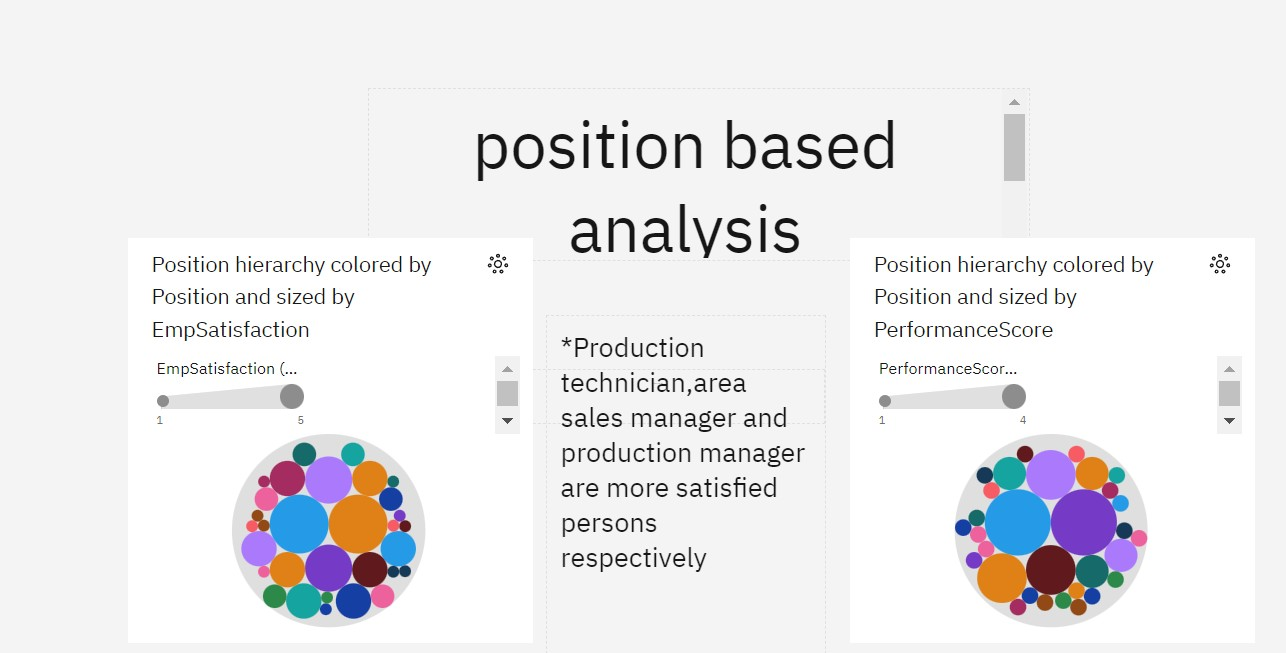 position based
analysis
Position hierarchy colored by
Position and sized by
EmpSatisfaction
EmpSatisfaction (...
1
5
*Production
technician,area
sales manager and
production manager
are more satisfied
persons
respectively
Position hierarchy colored by
Position and sized by
PerformanceScore
PerformanceScor...
1
4